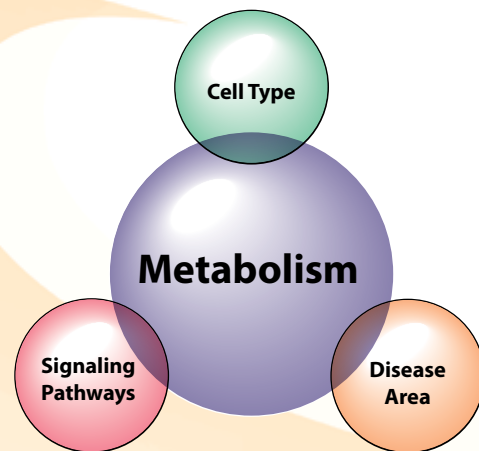 Cell Type
Metabolism
Signaling
Pathways
Disease
Area